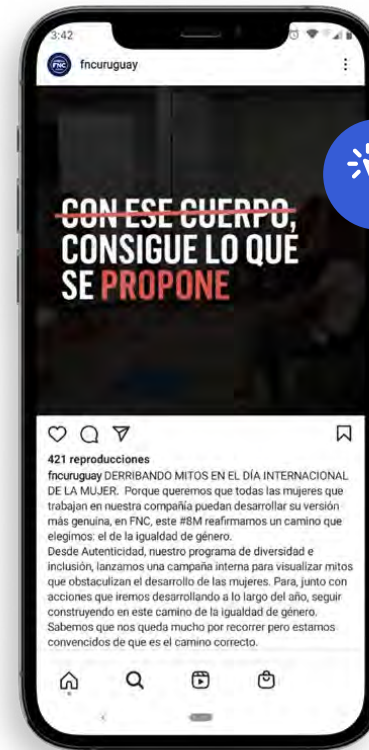 3:42
FNC
fncuruguay
CON ESE CUERPO,
CONSIGUE LO QUE
SE PROPONE
421 reproducciones
fncuruguay DERRIBANDO MITOS EN EL DÍA INTERNACIONAL
DE LA MUJER. Porque queremos que todas las mujeres que
trabajan en nuestra compañía puedan desarrollar su versión
más genuina, en FNC, este #8M reafirmamos un camino que
elegimos: el de la igualdad de género.
Desde Autenticidad, nuestro programa de diversidad e
inclusión, lanzamos una campaña interna para visualizar mitos
que obstaculizan el desarrollo de las mujeres. Para, junto con
acciones que iremos desarrollando a lo largo del año, seguir
construyendo en este camino de la igualdad de género.
Sabemos que nos queda mucho por recorrer pero estamos
convencidos de que es el camino correcto.